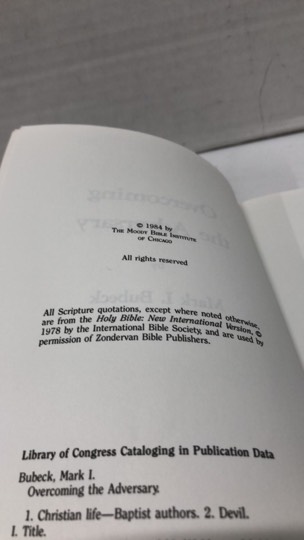 © 1984 by
THE MOODY BIBLE INSTITUTE
OF CHICAGO
All rights reserved
All Scripture quotations, except where noted otherwise,
are from the Holy Bible: New International Version, ©
1978 by the International Bible Society, and are used by
permission of Zondervan Bible Publishers.
Library of Congress Cataloging in Publication Data
Bubeck, Mark I.
Overcoming the Adversary.
1. Christian life—Baptist authors. 2. Devil.
I. Title.